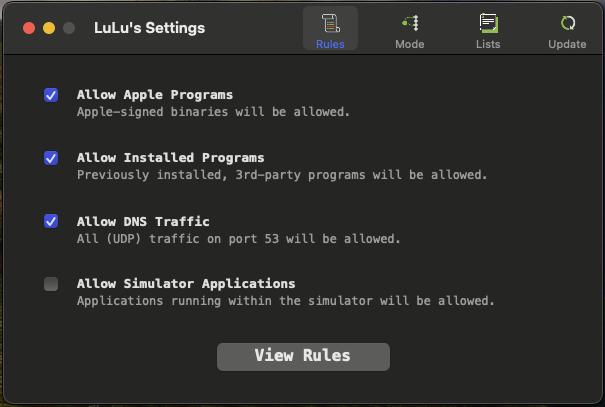 LuLu's Settings
Rules
Mode
Lists
Update
Allow Apple Programs
Apple-signed binaries will be allowed.
Allow Installed Programs
Previously installed, 3rd-party programs will be allowed.
Allow DNS Traffic
All (UDP) traffic on port 53 will be allowed.
Allow Simulator Applications
Applications running within the simulator will be allowed.
View Rules